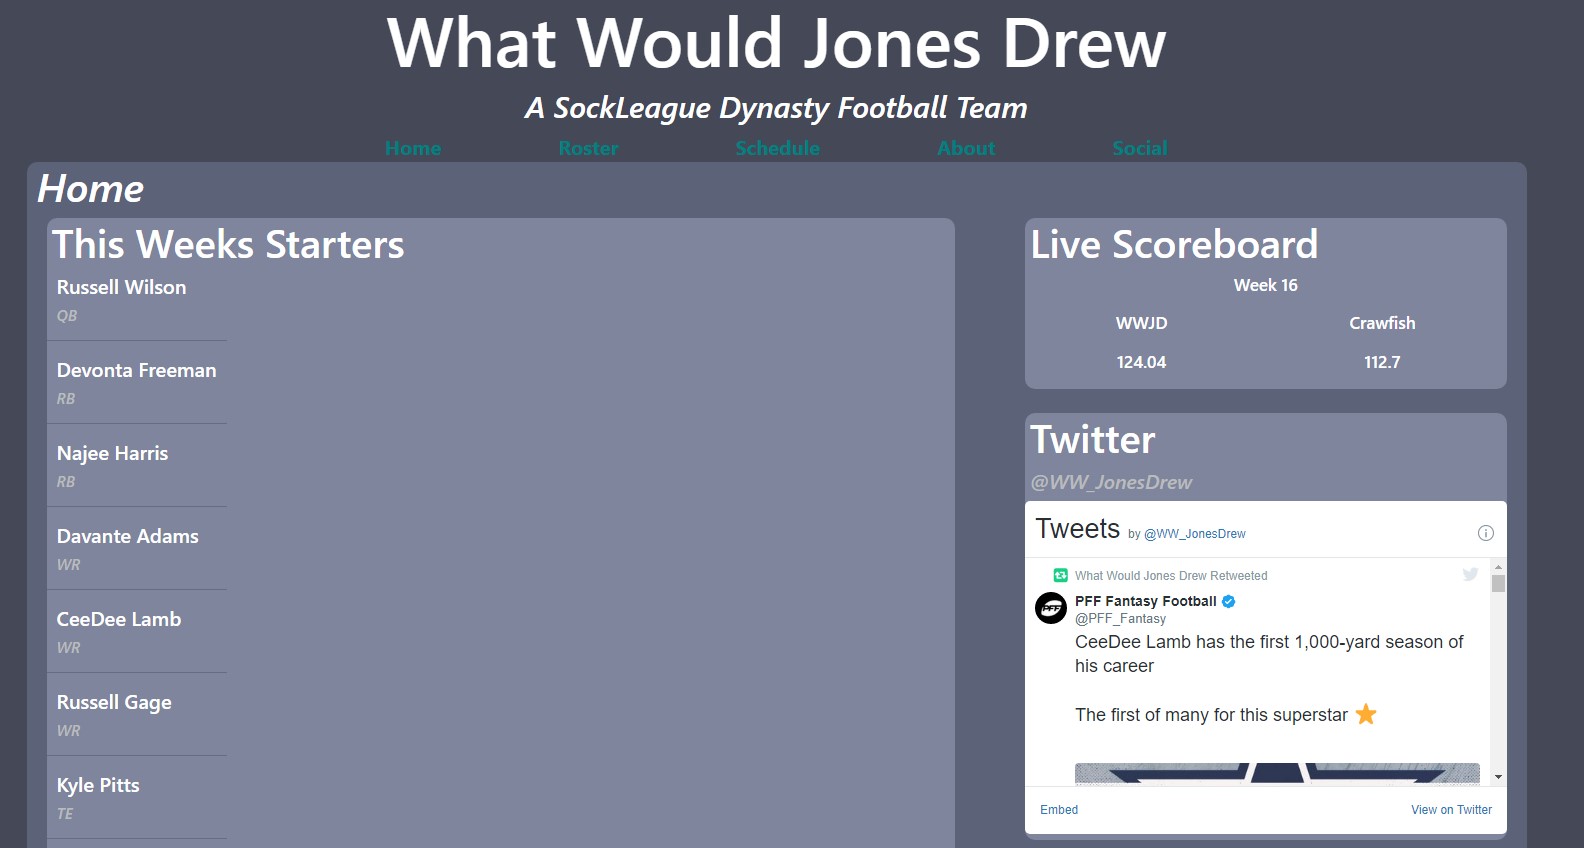 What Would Jones Drew
A SockLeague Dynasty Football Team
Home Roster Schedule About Social
Home
This Weeks Starters
Russell Wilson
QB
Devonta Freeman
RB
Najee Harris
RB
Davante Adams
WR
CeeDee Lamb
WR
Russell Gage
WR
Kyle Pitts
TE
Live Scoreboard
Week 16
WWJD Crawfish
124.04 112.7
Twitter
@WW_JonesDrew
Tweets by @WW_JonesDrew
What Would Jones Drew Retweeted
PFF
PFF Fantasy Football
@PFF_Fantasy
CeeDee Lamb has the first 1,000-yard season of
his career
The first of many for this superstar ⭐
Embed View on Twitter